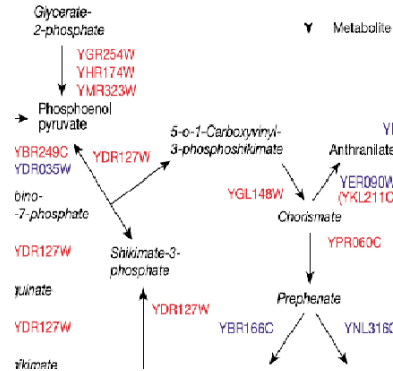 Glycerate-
2-phosphate
Metabolite
YGR254W
YHR174W
YMR323W
Phosphoenol
pyruvate
5-o-1-Carboxyvinyl-
3-phosphoshikimate
YBR249C
YDR035W
YDR127W
Anthranilate
YER090W
(YKL211C
YGL148W
-7-phosphate
Chorismate
YDR127W
Shikimate-3-
phosphate
YPR060C
YDR127W
Prephenate
YDR127W
YBR166C
YNL316C